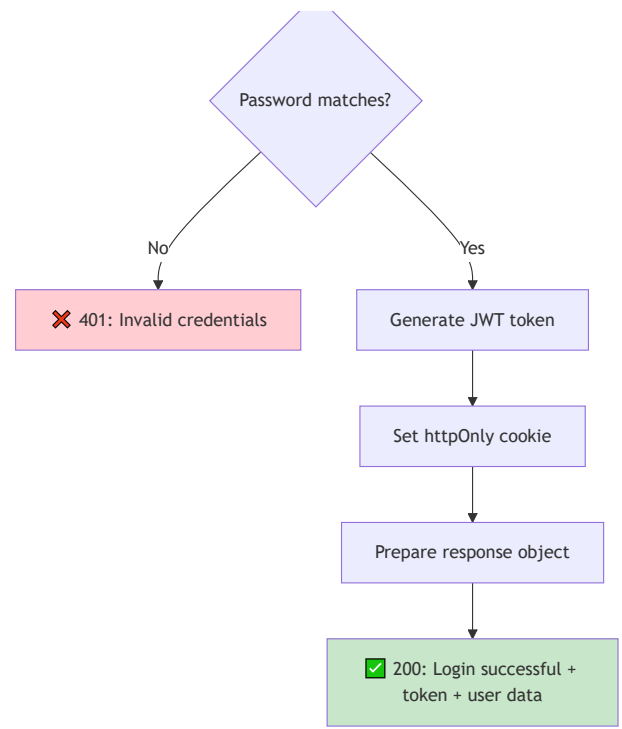 Password matches?
No
Yes
❌ 401: Invalid credentials
Generate JWT token
Set httpOnly cookie
Prepare response object
✅ 200: Login successful +
token + user data